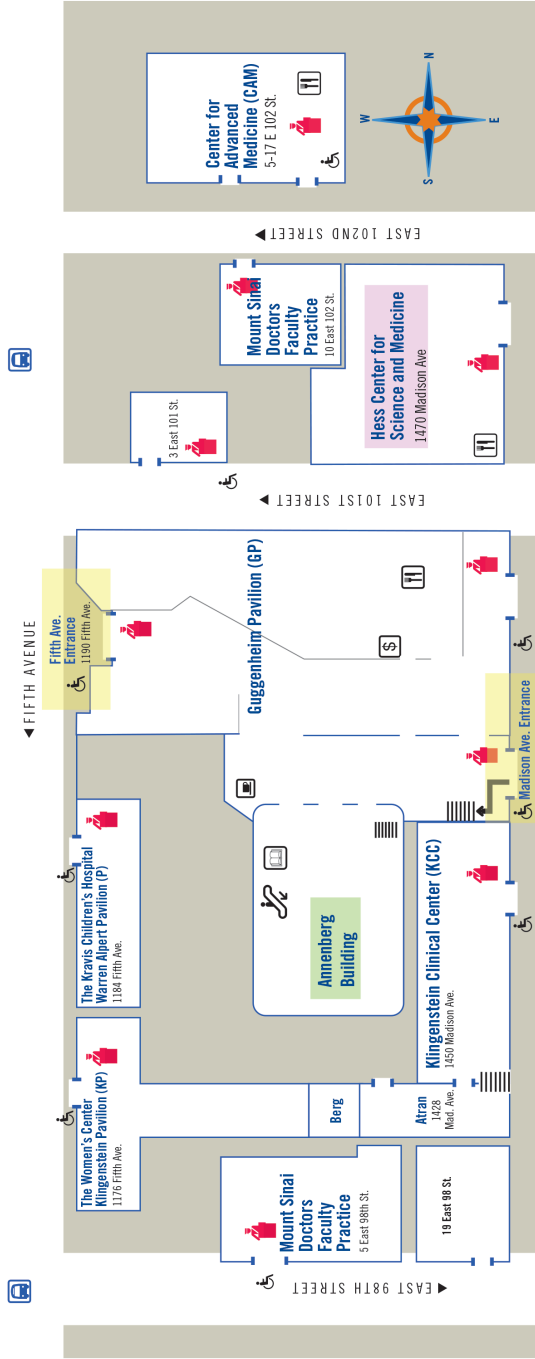 Center for
Advanced
Medicine (CAM)
5-17 E 102 St.
N
W
E
S
EAST 102ND STREET
Mount Sinai
Doctors
Faculty
Practice
10 East 102 St.
Hess Center for
Science and Medicine
1470 Madison Ave
3 East 101 St.
EAST 101ST STREET
FIFTH AVENUE
Fifth Ave.
Entrance
1190 Fifth Ave.
Guggenheim Pavilion (GP)
$
Madison Ave. Entrance
The Kravis Children's Hospital
Warren Alpert Pavilion (P)
1184 Fifth Ave.
Annenberg
Building
Klingenstein Clinical Center (KCC)
1450 Madison Ave.
The Women's Center
Klingenstein Pavilion (KP)
1176 Fifth Ave.
Berg
Atran
1428
Mad. Ave.
Mount Sinai
Doctors
Faculty
Practice
5 East 98th St.
19 East 98 St.
EAST 98TH STREET